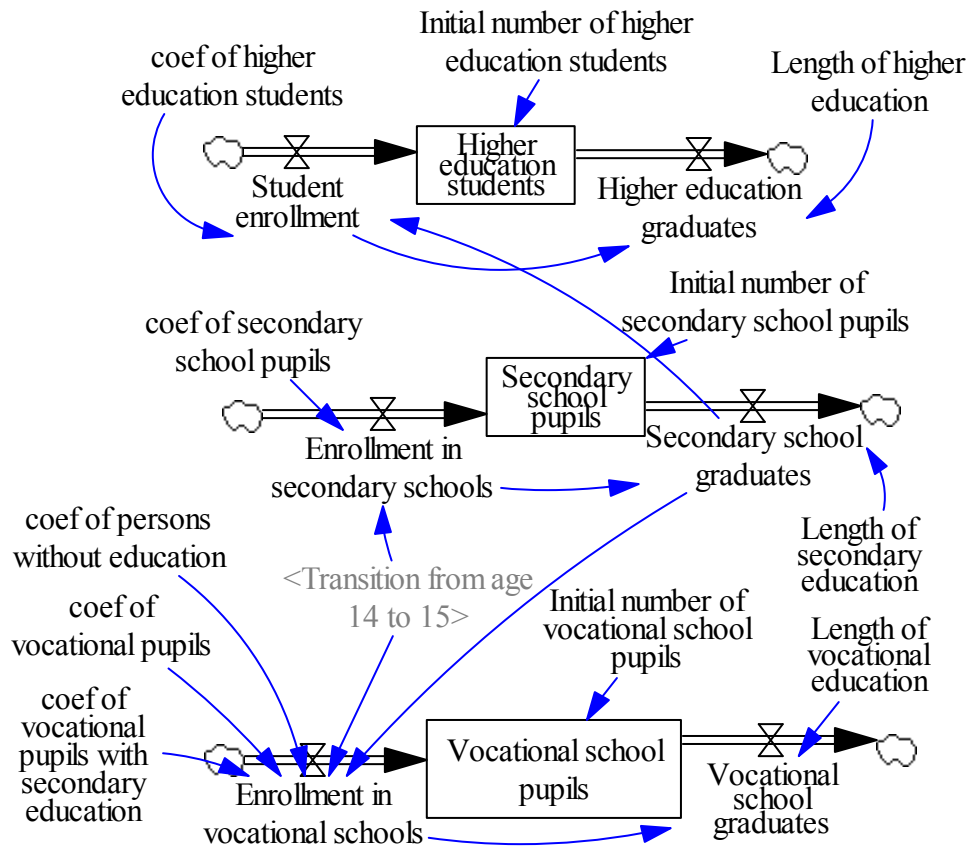 coef of higher
education students
Initial number of higher
education students
Length of higher
education
Higher
education
students
Student
enrollment
Higher education
graduates
Initial number of
secondary school pupils
coef of secondary
school pupils
Secondary
school
pupils
Enrollment in
secondary schools
Secondary school
graduates
Length of
secondary
education
coef of persons
without education
<Transition from age
14 to 15>
coef of
vocational pupils
Initial number of
vocational school
pupils
Length of
vocational
education
coef of
vocational
pupils with
secondary
education
Vocational school
pupils
Enrollment in
vocational schools
Vocational
school
graduates